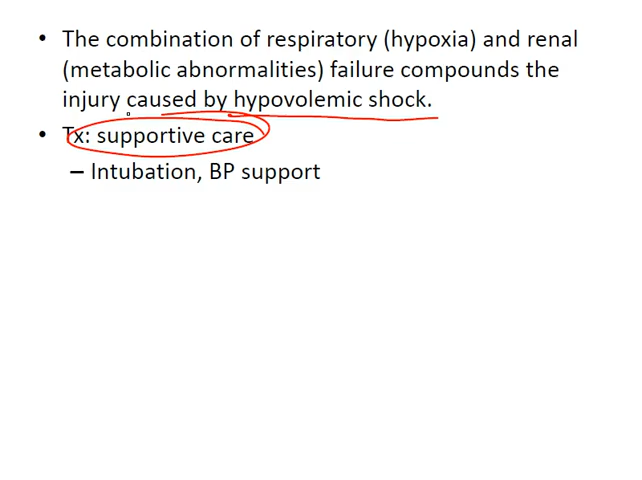 • The combination of respiratory (hypoxia) and renal
(metabolic abnormalities) failure compounds the
injury caused by hypovolemic shock.
• Tx: supportive care
– Intubation, BP support